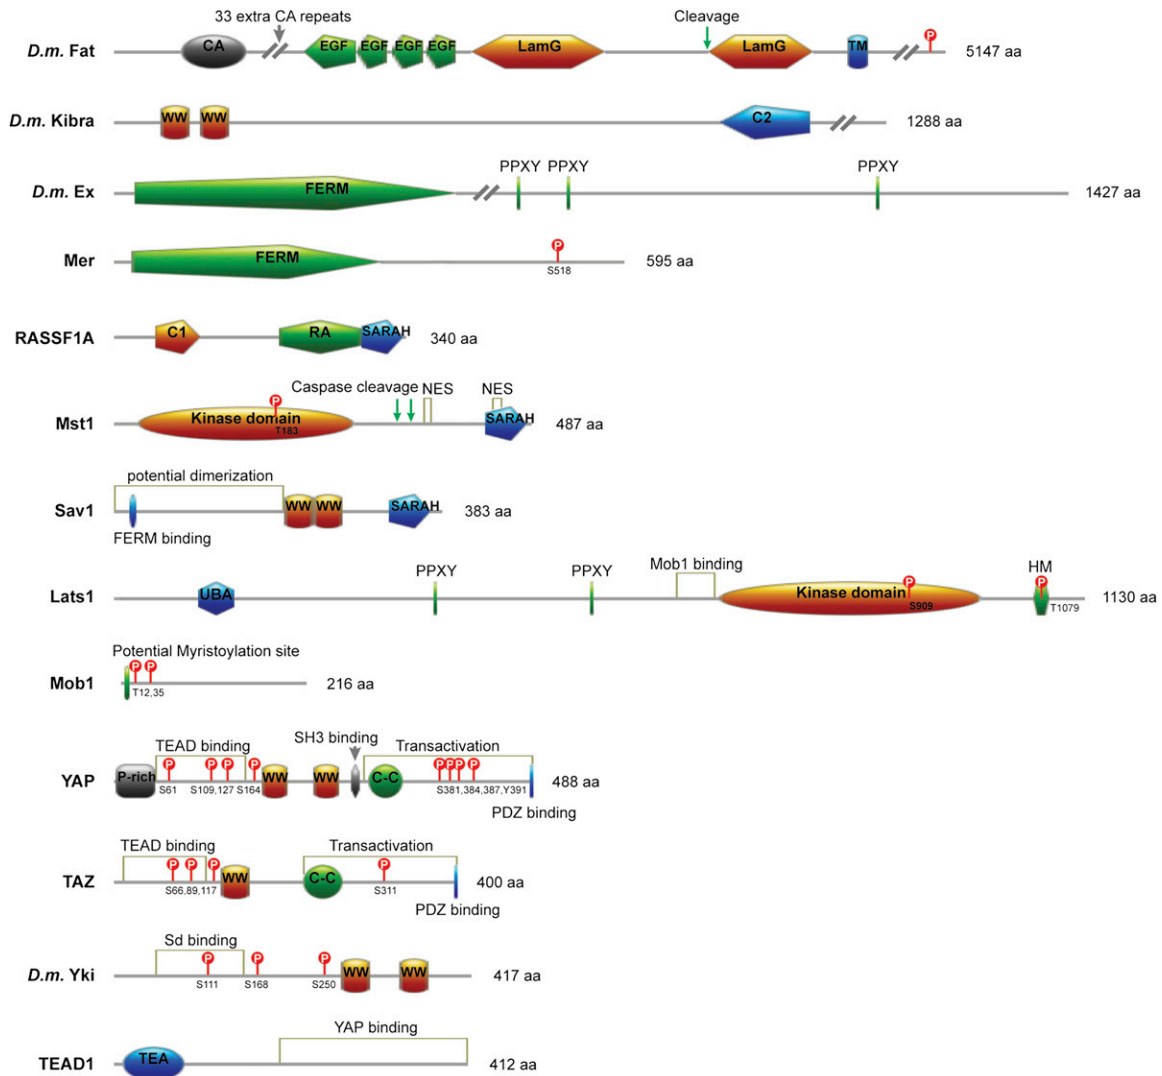 33 extra CA repeats
Cleavage
D.m. Fat CA EGF EGF EGF EGF LamG LamG TM P 5147 aa
D.m. Kibra WW WW C2 1288 aa
PPXY PPXY PPXY
D.m. Ex FERM 1427 aa
Mer FERM P 595 aa
S518
RASSF1A C1 RA SARAH 340 aa
Caspase cleavage NES NES
Mst1 Kinase domain P SARAH 487 aa
T183
potential dimerization
Sav1 WW WW SARAH 383 aa
FERM binding
PPXY PPXY Mob1 binding HM
Lats1 UBA Kinase domain P P 1130 aa
S909 T1079
Potential Myristoylation site
Mob1 P P 216 aa
T12,35
TEAD binding SH3 binding Transactivation
YAP P-rich P P P P WW WW C-C P P P P 488 aa
S61 S109,127 S164 S381,384,387,Y391
PDZ binding
TEAD binding Transactivation
TAZ P P P WW C-C P 400 aa
S66,89,117 S311
PDZ binding
Sd binding
D.m. Yki P P P WW WW 417 aa
S111 S168 S250
YAP binding
TEAD1 TEA 412 aa